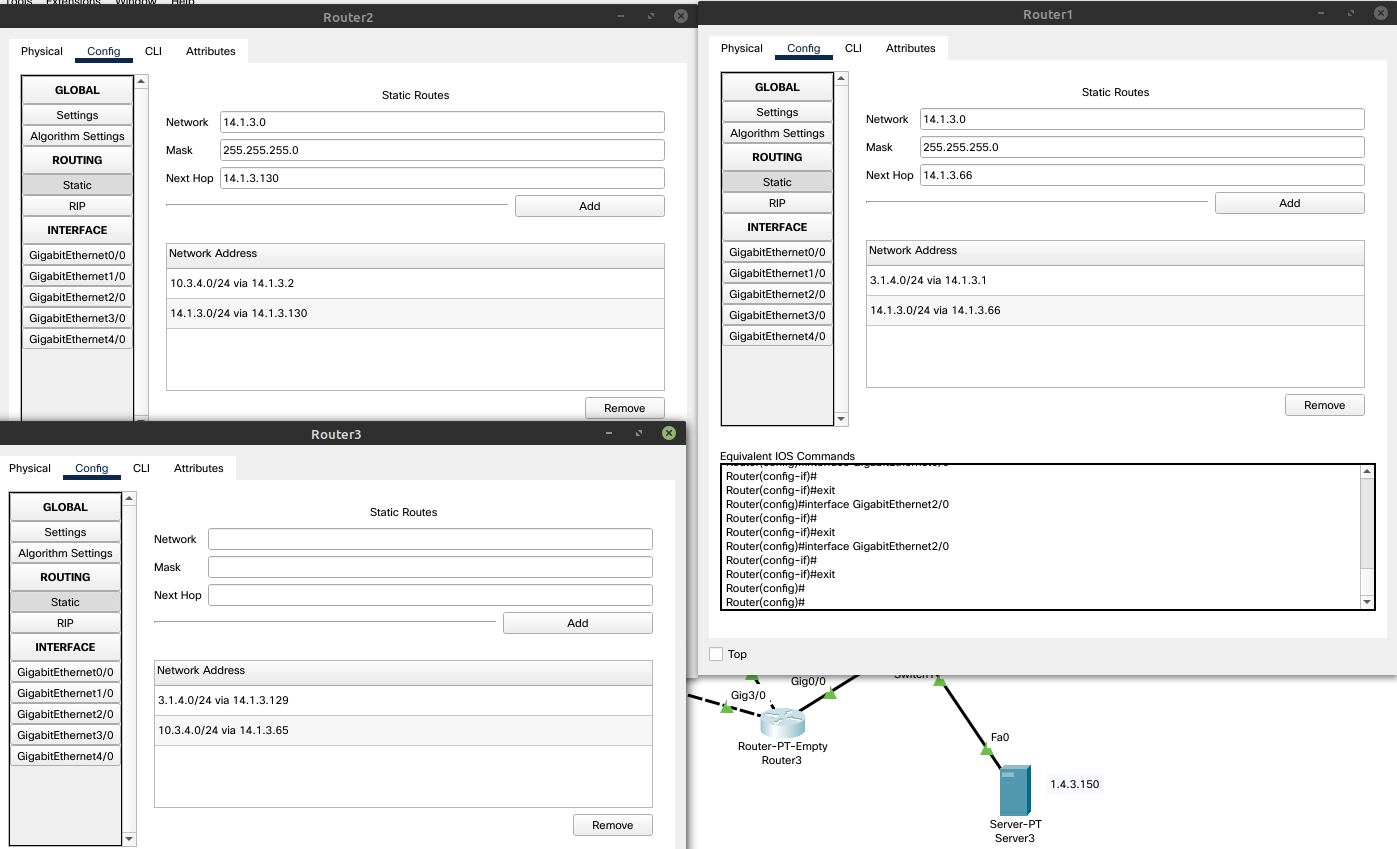 Tools Extensions Window Help
Router2
Physical Config CLI Attributes
GLOBAL
Settings
Algorithm Settings
ROUTING
Static
RIP
INTERFACE
GigabitEthernet0/0
GigabitEthernet1/0
GigabitEthernet2/0
GigabitEthernet3/0
GigabitEthernet4/0
Static Routes
Network 14.1.3.0
Mask 255.255.255.0
Next Hop 14.1.3.130
Add
Network Address
10.3.4.0/24 via 14.1.3.2
14.1.3.0/24 via 14.1.3.130
Remove
Router1
Physical Config CLI Attributes
GLOBAL
Settings
Algorithm Settings
ROUTING
Static
RIP
INTERFACE
GigabitEthernet0/0
GigabitEthernet1/0
GigabitEthernet2/0
GigabitEthernet3/0
GigabitEthernet4/0
Static Routes
Network 14.1.3.0
Mask 255.255.255.0
Next Hop 14.1.3.66
Add
Network Address
3.1.4.0/24 via 14.1.3.1
14.1.3.0/24 via 14.1.3.66
Remove
Equivalent IOS Commands
Router(config-if)#
Router(config-if)#exit
Router(config)#interface GigabitEthernet2/0
Router(config-if)#
Router(config-if)#exit
Router(config)#interface GigabitEthernet2/0
Router(config-if)#
Router(config-if)#exit
Router(config)#
Router(config)#
Top
Router3
Physical Config CLI Attributes
GLOBAL
Settings
Algorithm Settings
ROUTING
Static
RIP
INTERFACE
GigabitEthernet0/0
GigabitEthernet1/0
GigabitEthernet2/0
GigabitEthernet3/0
GigabitEthernet4/0
Static Routes
Network
Mask
Next Hop
Add
Network Address
3.1.4.0/24 via 14.1.3.129
10.3.4.0/24 via 14.1.3.65
Remove
Gig0/0
Gig3/0
Router-PT-Empty
Router3
Fa0
1.4.3.150
Server-PT
Server3